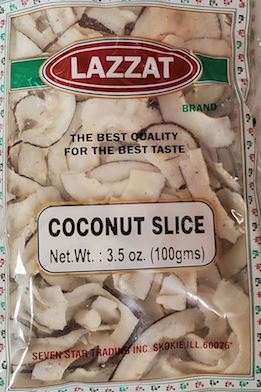 LAZZAT
BRAND
THE BEST QUALITY
FOR THE BEST TASTE
COCONUT SLICE
Net.Wt. : 3.5 oz. (100gms)
SEVEN STAR TRADING INC. SKOKIE,ILL.60076